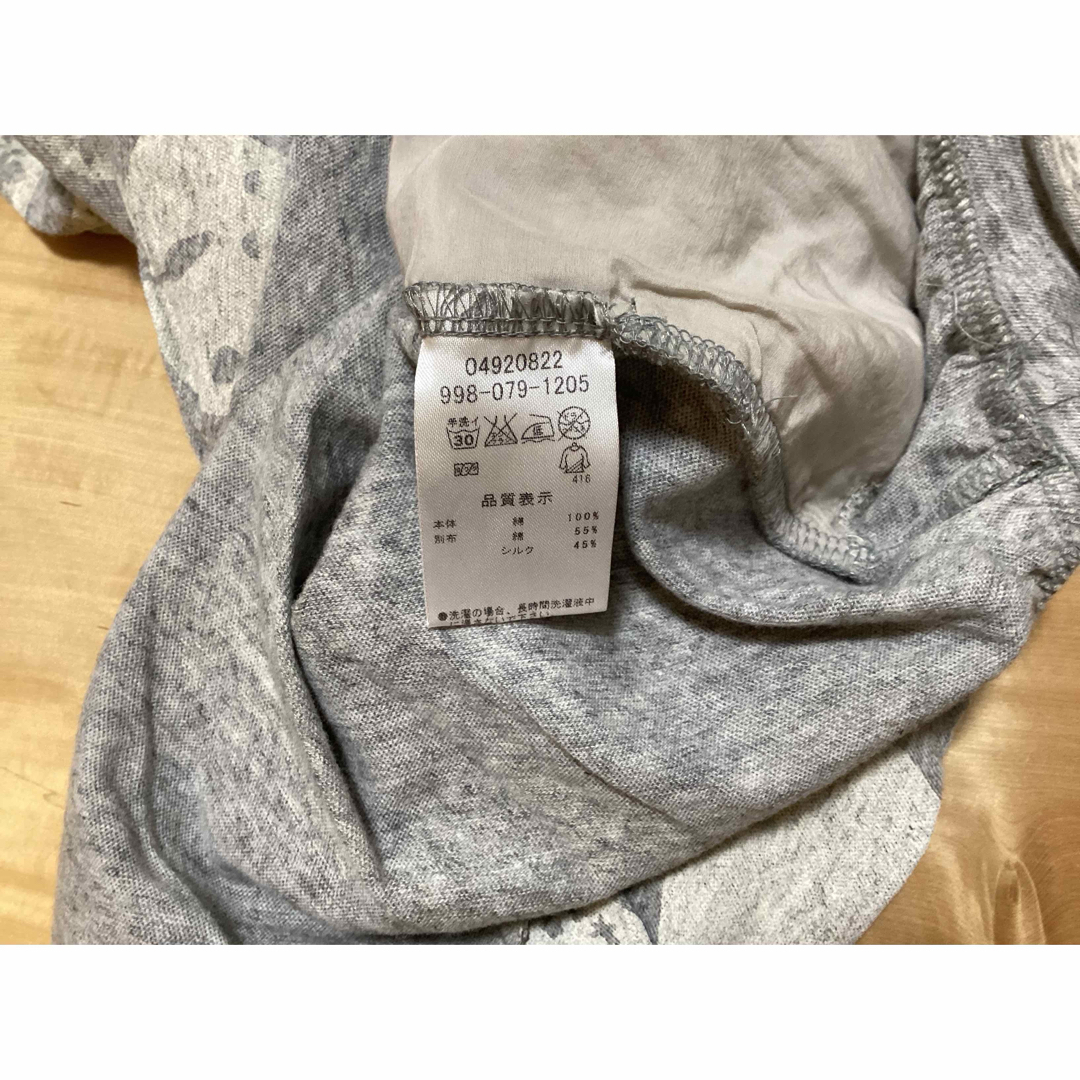 04920822
998-079-1205
手洗イ
30
低
416
品質表示
本体 綿 100%
別布 綿 55%
シルク 45%
●洗濯の場合、長時間洗濯液中